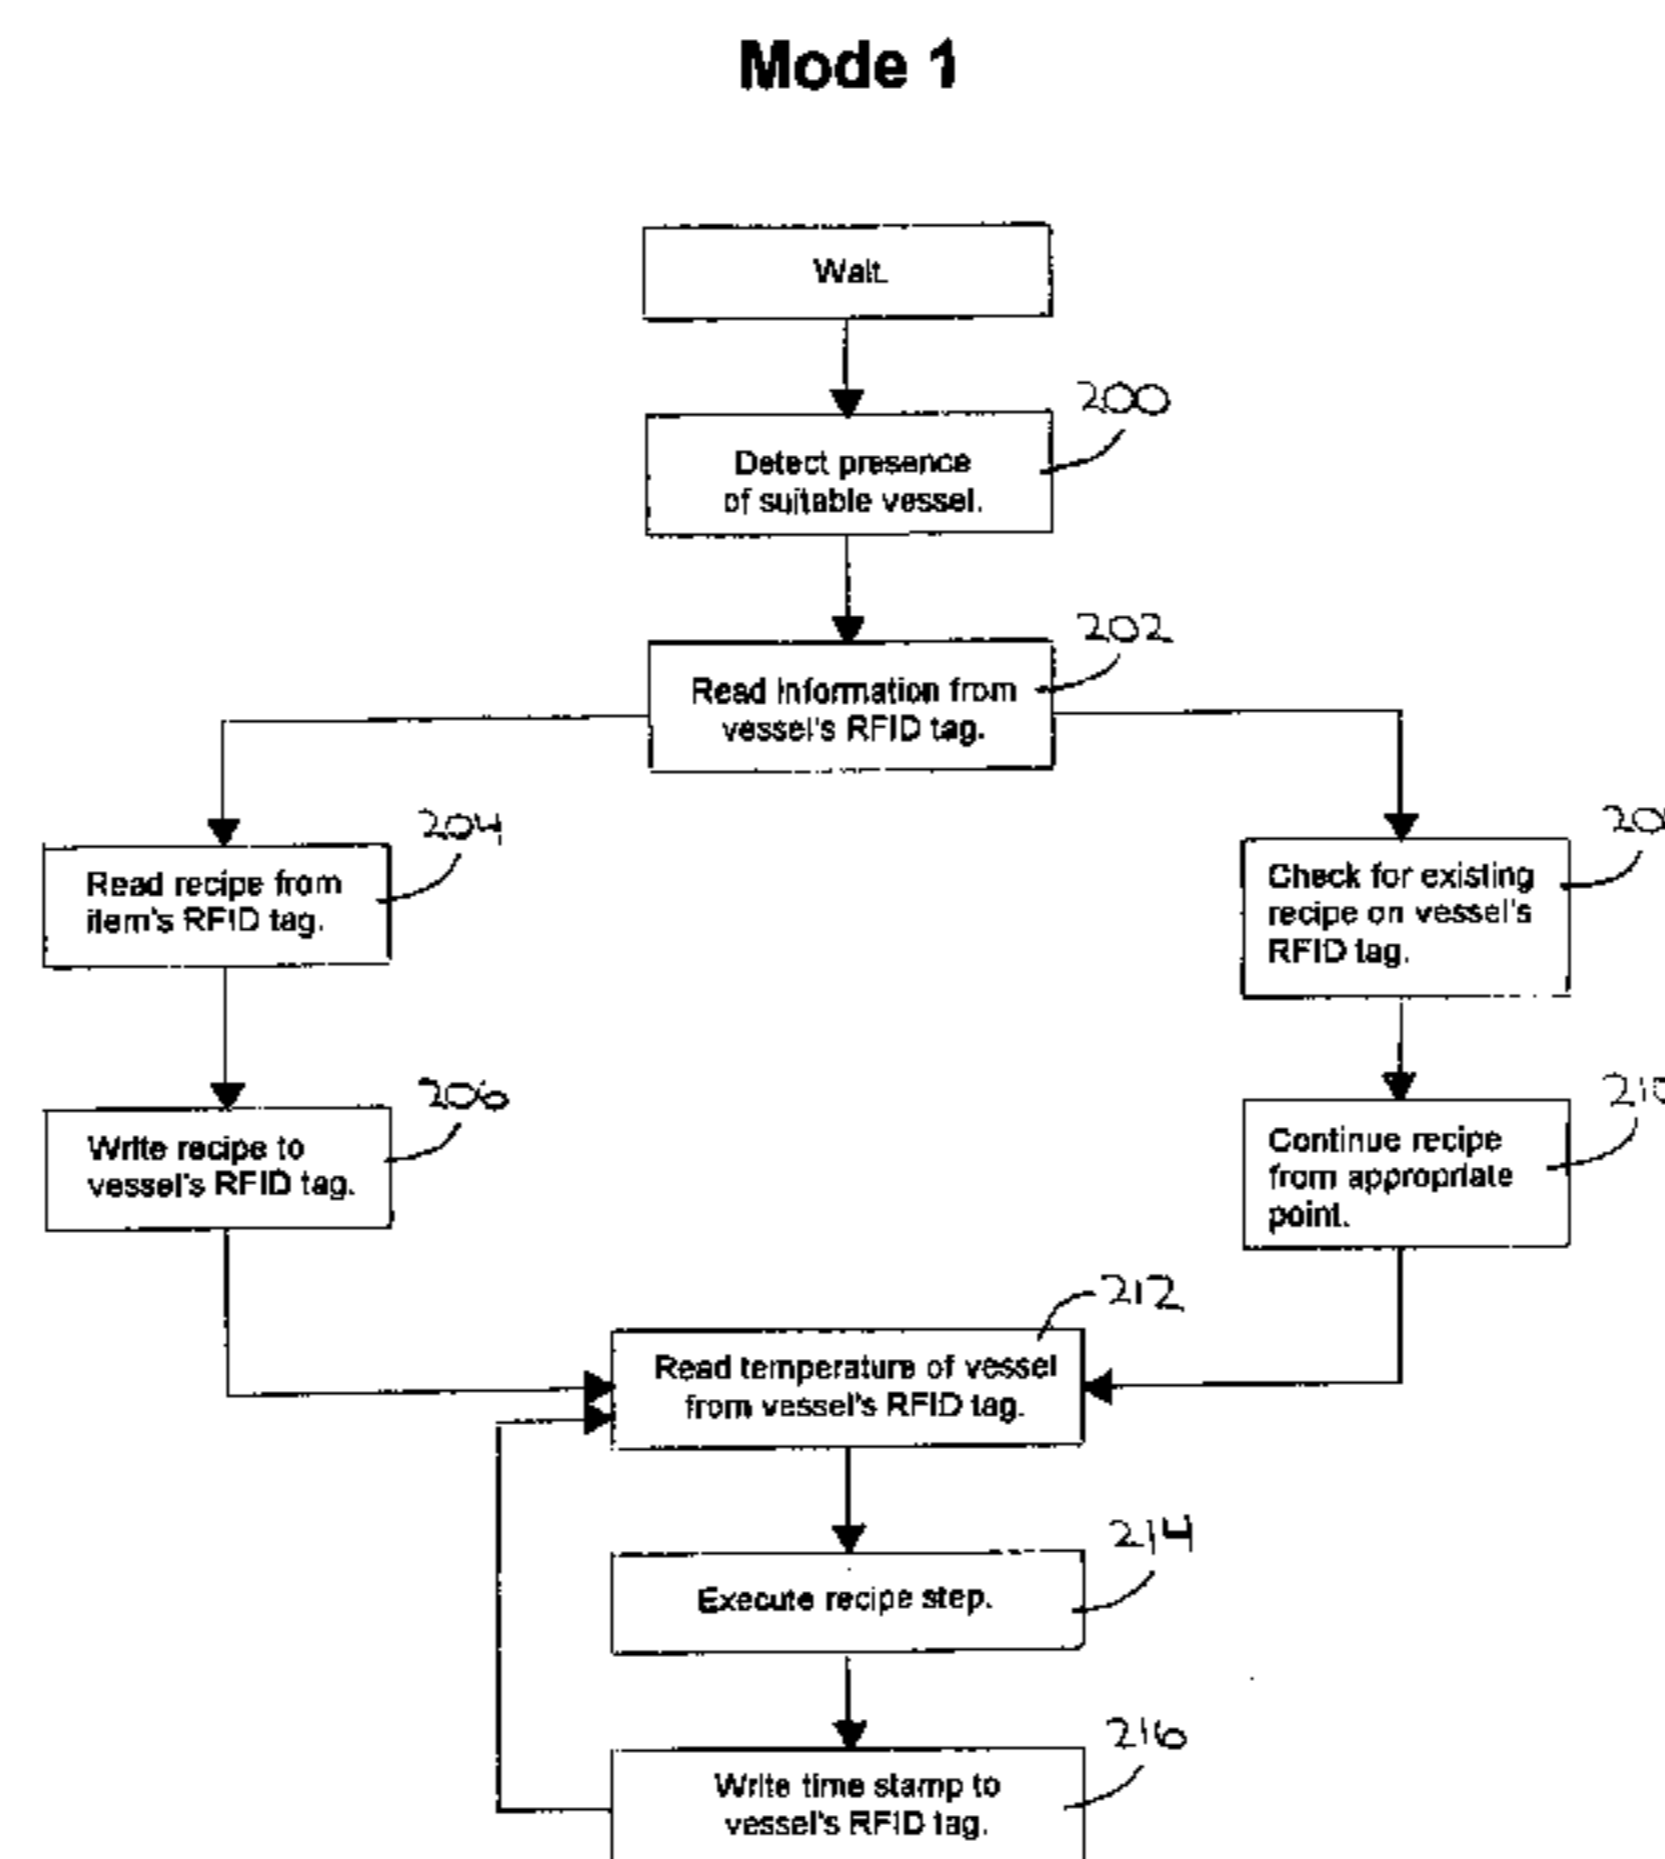 Mode 1
Wait.
200
Detect presence
of suitable vessel.
202
Read information from
vessel's RFID tag.
204
Read recipe from
item's RFID tag.
Check for existing
recipe on vessel's
RFID tag.
206
Write recipe to
vessel's RFID tag.
210
Continue recipe
from appropriate
point.
212
Read temperature of vessel
from vessel's RFID tag.
214
Execute recipe step.
216
Write time stamp to
vessel's RFID tag.